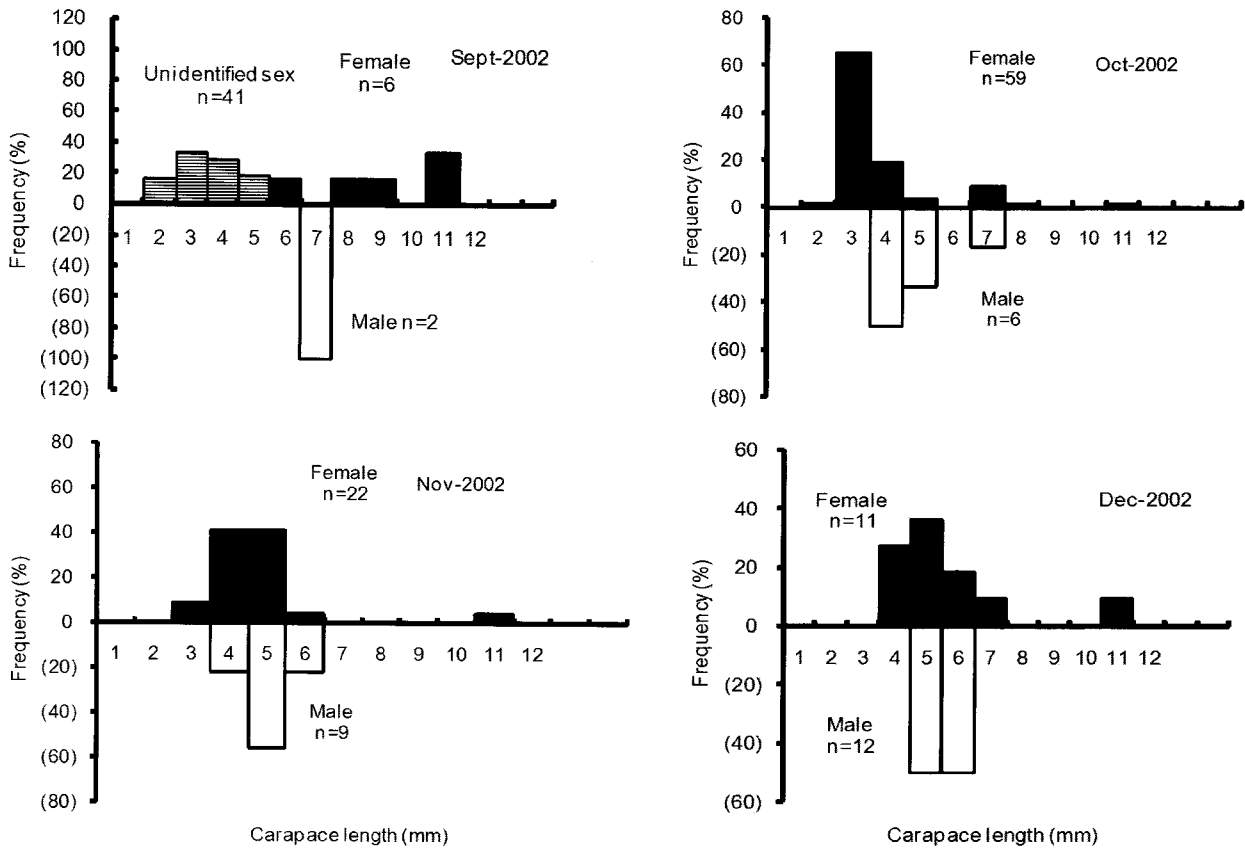 120
100
80
60
40
20
0
(20)
(40)
(60)
(80)
(100)
(120)
Frequency (%)
Unidentified sex
n=41
Female
n=6
Sept-2002
1 2 3 4 5 6 7 8 9 10 11 12
Male n=2
80
60
40
20
0
(20)
(40)
(60)
(80)
Frequency (%)
Female
n=59
Oct-2002
1 2 3 4 5 6 7 8 9 10 11 12
Male
n=6
80
60
40
20
0
(20)
(40)
(60)
(80)
Frequency (%)
Female
n=22
Nov-2002
1 2 3 4 5 6 7 8 9 10 11 12
Male
n=9
Carapace length (mm)
60
40
20
0
(20)
(40)
(60)
Frequency (%)
Female
n=11
Dec-2002
1 2 3 4 5 6 7 8 9 10 11 12
Male
n=12
Carapace length (mm)